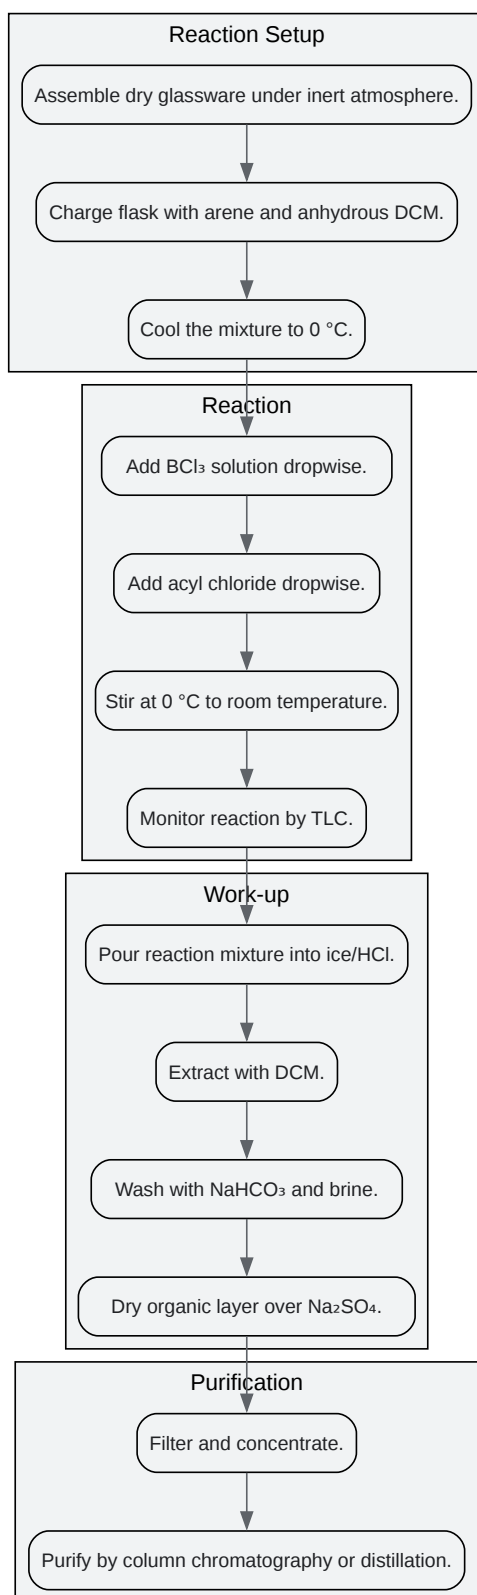 Reaction Setup
Assemble dry glassware under inert atmosphere.
Charge flask with arene and anhydrous DCM.
Cool the mixture to 0 °C.
Reaction
Add BCl₃ solution dropwise.
Add acyl chloride dropwise.
Stir at 0 °C to room temperature.
Monitor reaction by TLC.
Work-up
Pour reaction mixture into ice/HCl.
Extract with DCM.
Wash with NaHCO₃ and brine.
Dry organic layer over Na₂SO₄.
Purification
Filter and concentrate.
Purify by column chromatography or distillation.